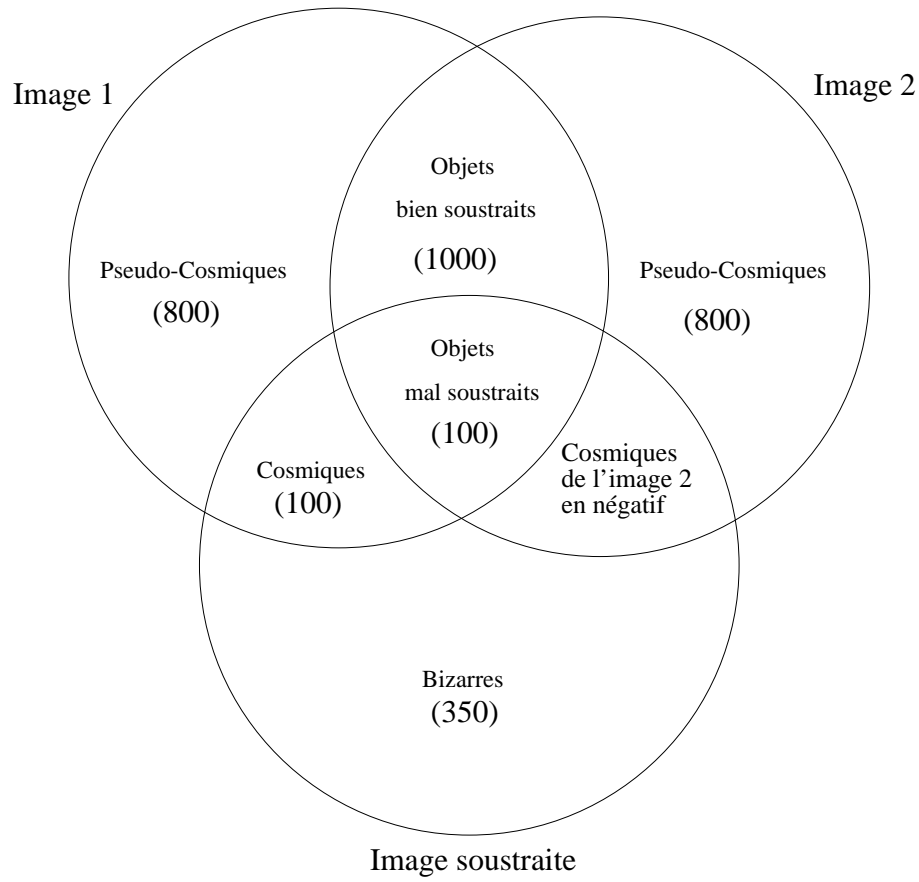 Image 1
Image 2
Objets
bien soustraits
(1000)
Pseudo-Cosmiques
(800)
Pseudo-Cosmiques
(800)
Objets
mal soustraits
(100)
Cosmiques
(100)
Cosmiques
de l'image 2
en négatif
Bizarres
(350)
Image soustraite